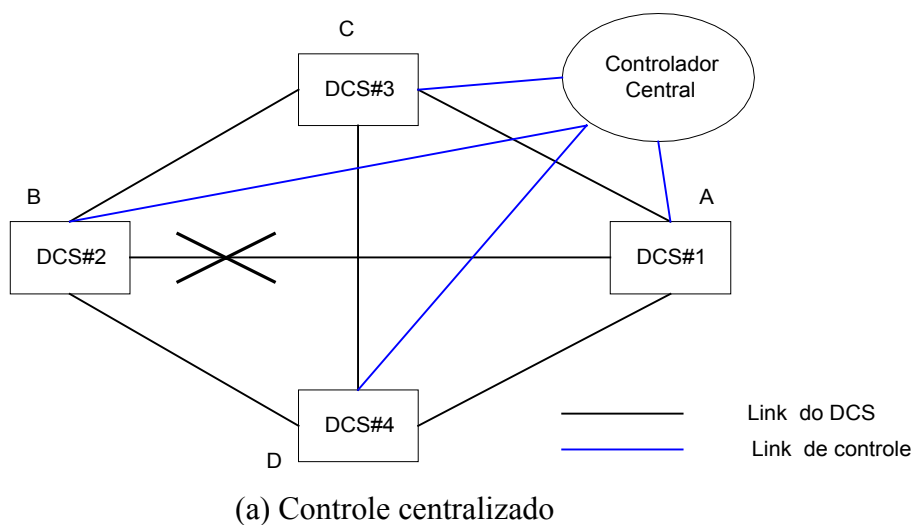 C
DCS#3
Controlador
Central
B
A
DCS#2
DCS#1
DCS#4
D
Link do DCS
Link de controle
(a) Controle centralizado